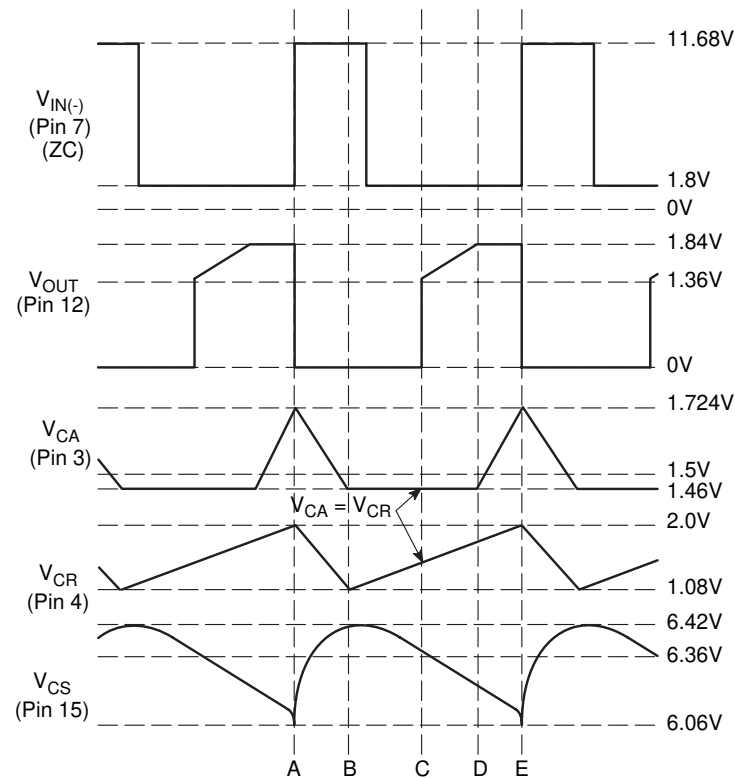 11.68V
V_IN(-)
(Pin 7)
(ZC)
1.8V
0V
1.84V
V_OUT
(Pin 12)
1.36V
0V
1.724V
V_CA
(Pin 3)
1.5V
1.46V
V_CA = V_CR
2.0V
V_CR
(Pin 4)
1.08V
6.42V
6.36V
V_CS
(Pin 15)
6.06V
A B C D E